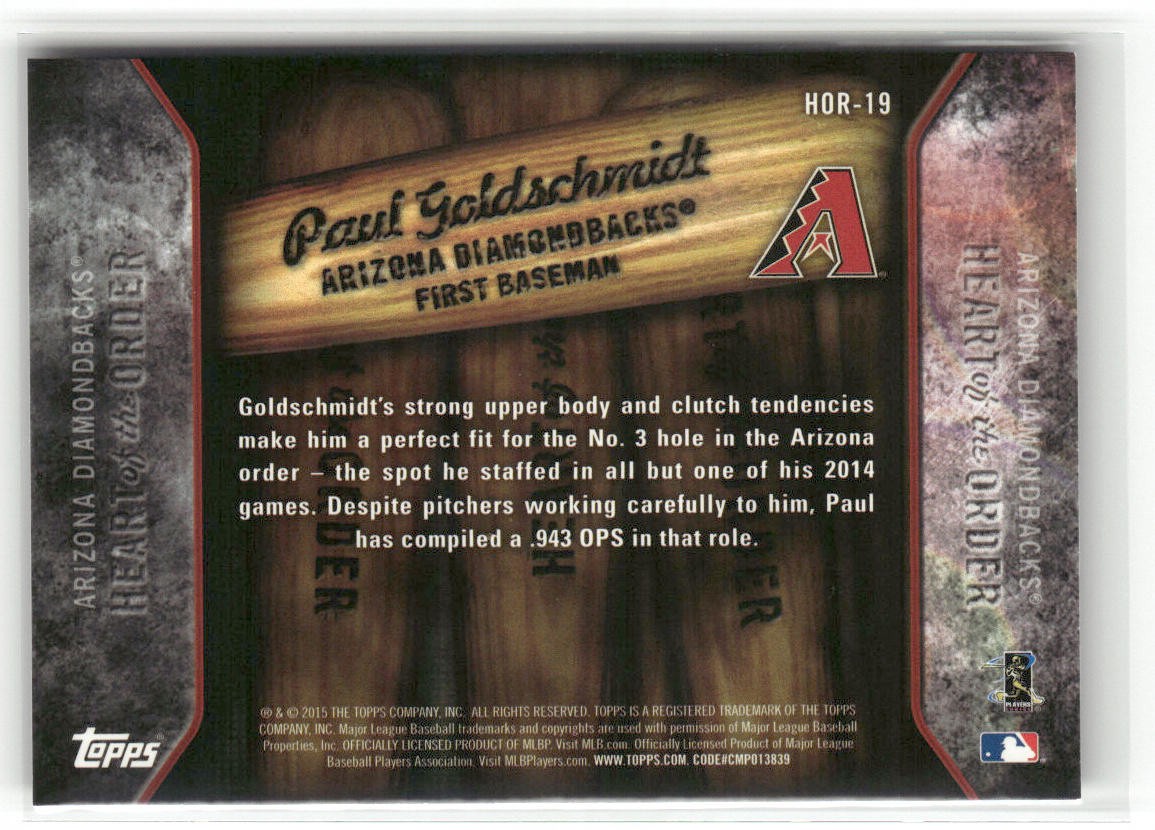 HOR-19
Paul Goldschmidt
ARIZONA DIAMONDBACKS®
FIRST BASEMAN
ARIZONA DIAMONDBACKS®
HEART of the ORDER
ARIZONA DIAMONDBACKS®
HEART of the ORDER
Goldschmidt's strong upper body and clutch tendencies
make him a perfect fit for the No. 3 hole in the Arizona
order – the spot he staffed in all but one of his 2014
games. Despite pitchers working carefully to him, Paul
has compiled a .943 OPS in that role.
® & © 2015 THE TOPPS COMPANY, INC. ALL RIGHTS RESERVED. TOPPS IS A REGISTERED TRADEMARK OF THE TOPPS
COMPANY, INC. Major League Baseball trademarks and copyrights are used with permission of Major League Baseball
Properties, Inc. OFFICIALLY LICENSED PRODUCT OF MLBP. Visit MLB.com. Officially Licensed Product of Major League
Baseball Players Association. Visit MLBPlayers.com. WWW.TOPPS.COM. CODE#CMP013839
Topps®
PLAYERS